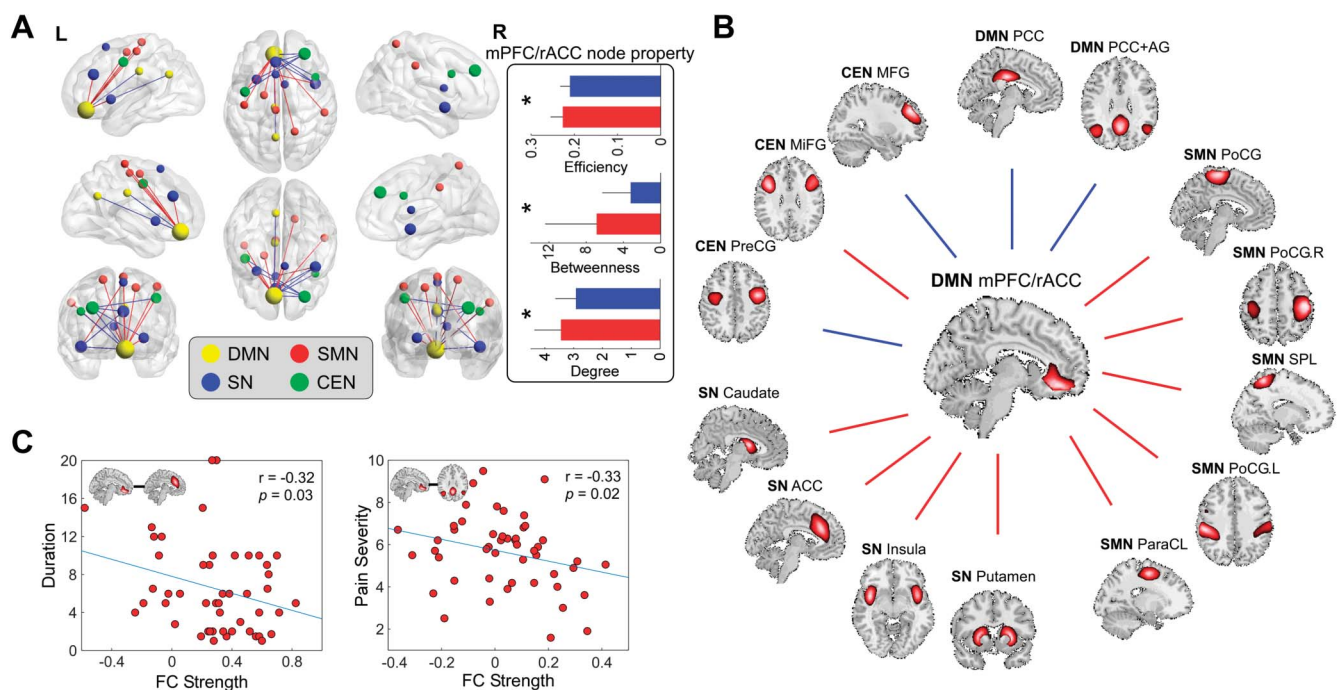 A
L
R
mPFC/rACC node property
*
0.3
0.2
0.1
0
Efficiency
*
12
8
4
0
Betweenness
*
4
3
2
1
0
Degree
DMN
SMN
SN
CEN
B
DMN PCC
DMN PCC+AG
CEN MFG
CEN MiFG
SMN PoCG
CEN PreCG
SMN PoCG.R
DMN mPFC/rACC
SMN SPL
SN Caudate
SMN PoCG.L
SN ACC
SN Insula
SN Putamen
SMN ParaCL
C
20
16
12
8
4
0
Duration
r = -0.32
p = 0.03
-0.4
0
0.4
0.8
FC Strength
10
8
6
4
2
Pain Severity
r = -0.33
p = 0.02
-0.4
-0.2
0
0.2
0.4
FC Strength